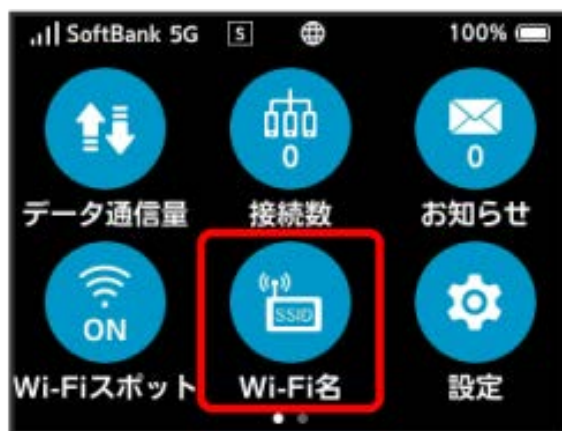 SoftBank 5G S 100%
0 0
データ通信量 接続数 お知らせ
ON SSID
Wi-Fiスポット Wi-Fi名 設定